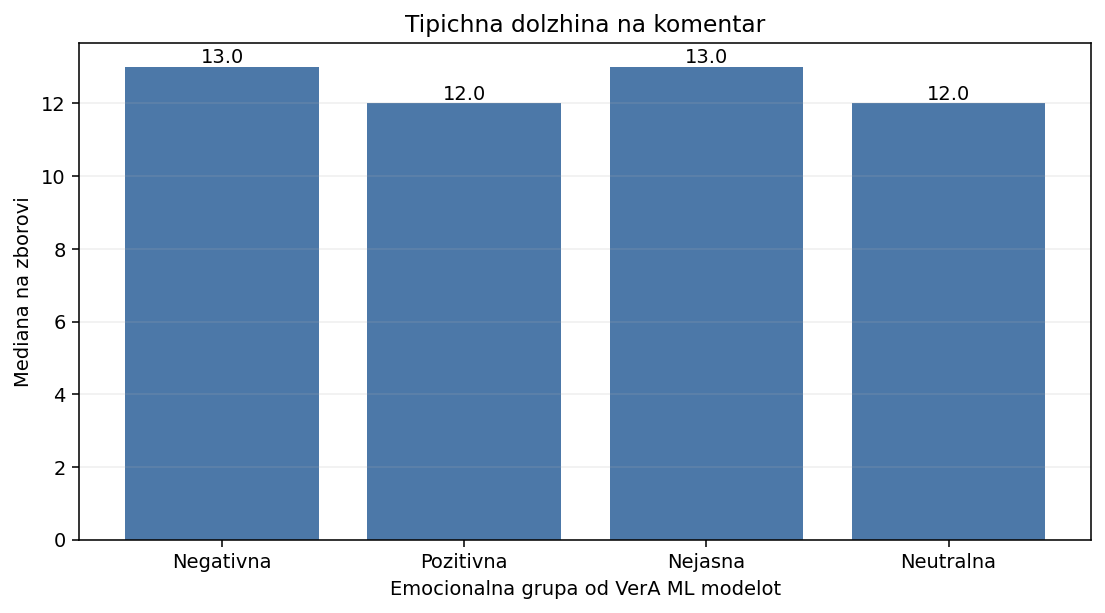 Tipichna dolzhina na komentar
13.0
12.0
13.0
12.0
Mediana na zborovi
12
10
8
6
4
2
0
Negativna
Pozitivna
Nejasna
Neutralna
Emocionalna grupa od VerA ML modelot